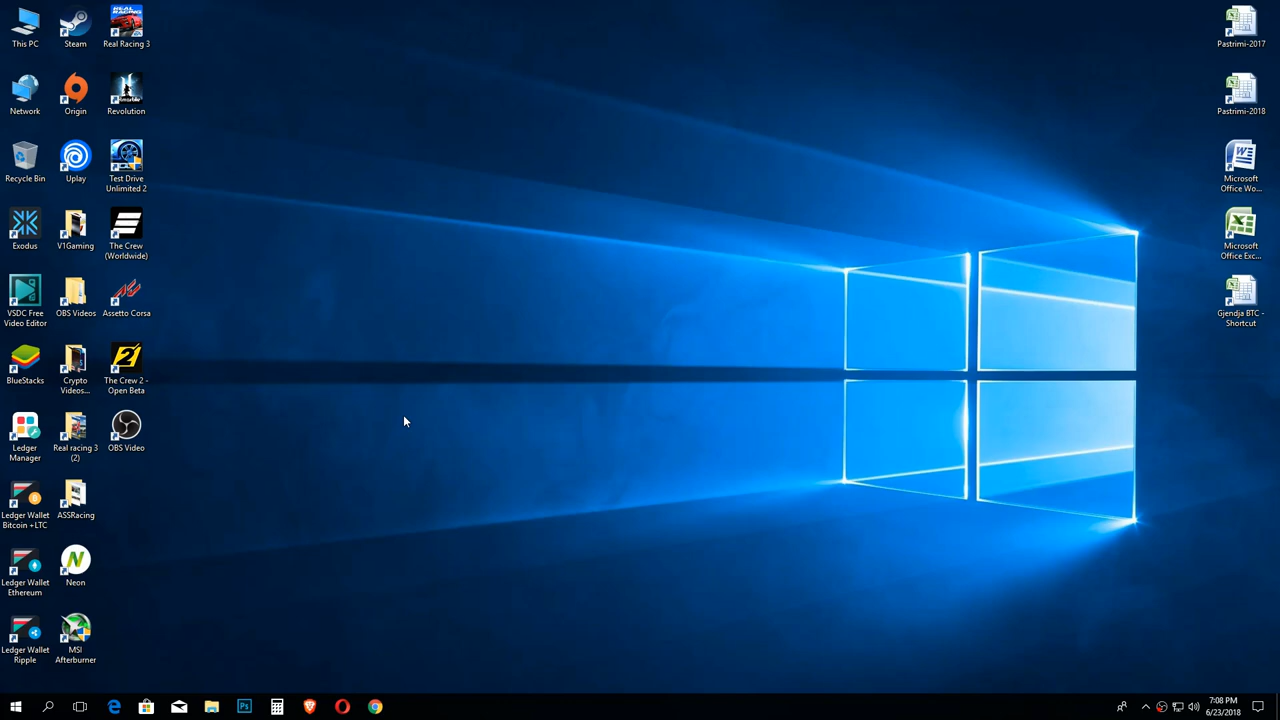 This PC
Steam
Real Racing 3
Pastrimi-2017
Network
Origin
Revolution
Pastrimi-2018
Recycle Bin
Uplay
Test Drive
Unlimited 2
Microsoft
Office Wo...
Exodus
V1Gaming
The Crew
(Worldwide)
Microsoft
Office Exc...
VSDC Free
Video Editor
OBS Videos
Assetto Corsa
Gjendja BTC -
Shortcut
BlueStacks
Crypto
Videos...
The Crew 2 -
Open Beta
Ledger
Manager
Real racing 3
(2)
OBS Video
Ledger Wallet
Bitcoin +LTC
ASSRacing
Ledger Wallet
Ethereum
Neon
Ledger Wallet
Ripple
MSI
Afterburner
Ps
7:08 PM
6/23/2018